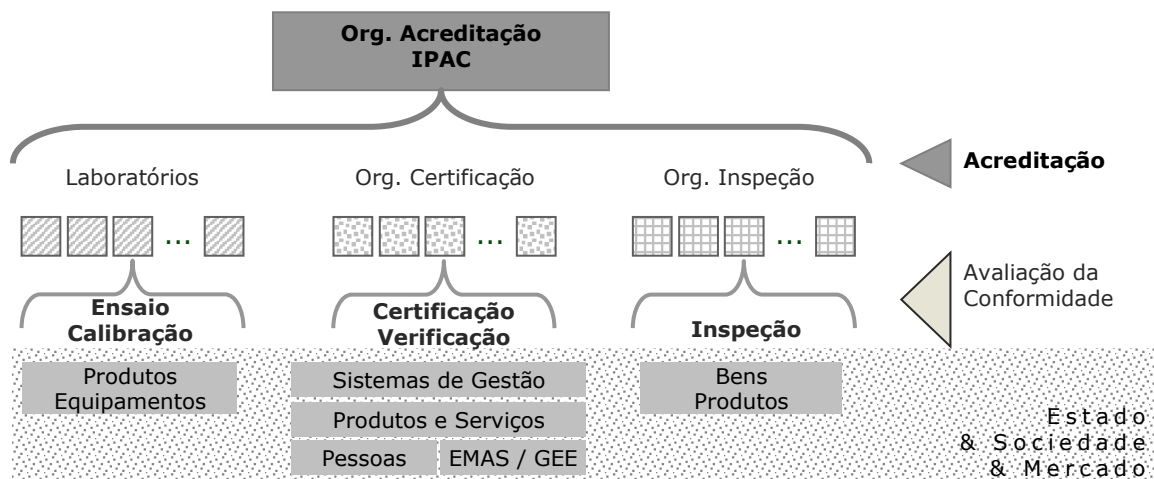 Org. Acreditação
IPAC
Acreditação
Laboratórios
Org. Certificação
Org. Inspeção
...
...
...
Avaliação da
Conformidade
Ensaio
Calibração
Certificação
Verificação
Inspeção
Produtos
Equipamentos
Sistemas de Gestão
Produtos e Serviços
Pessoas
EMAS / GEE
Bens
Produtos
Estado
& Sociedade
& Mercado